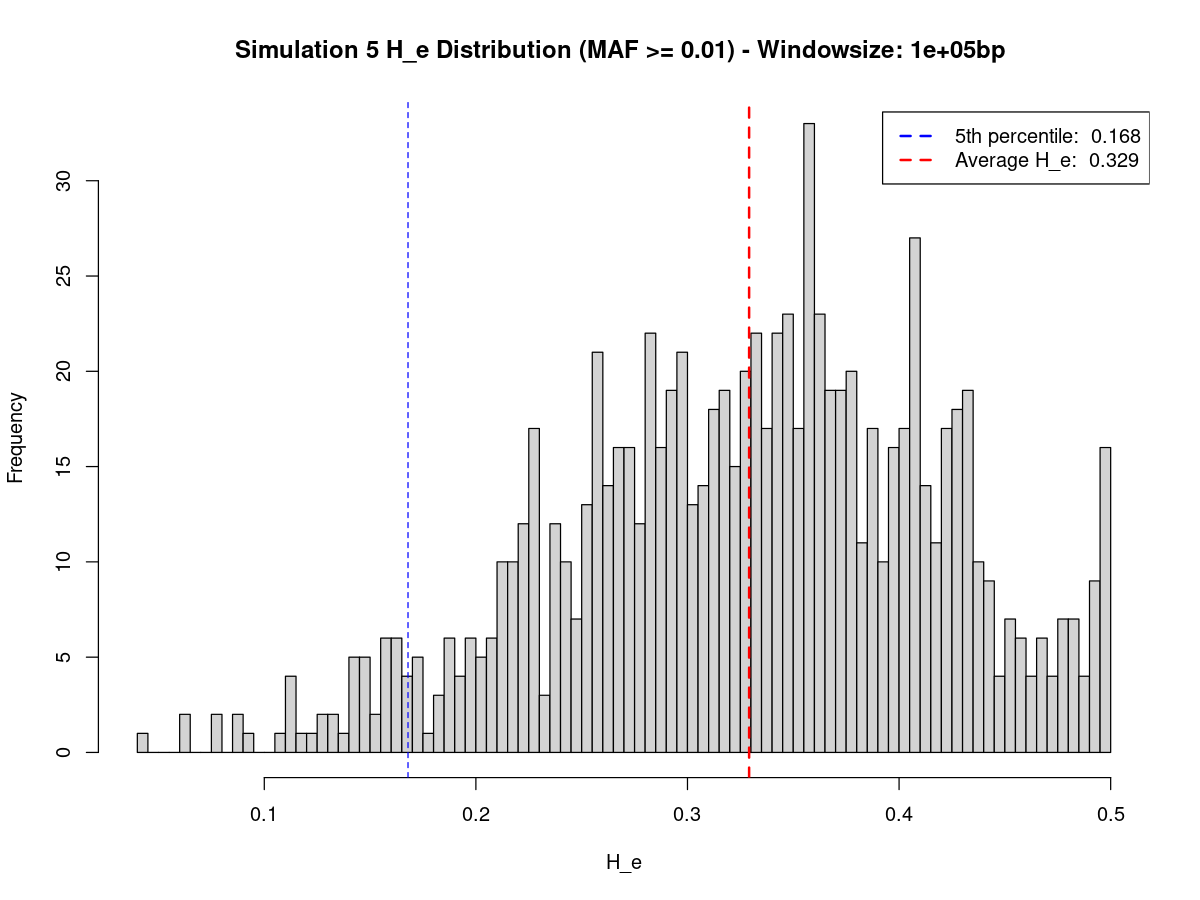 Simulation 5 H_e Distribution (MAF >= 0.01) - Windowsize: 1e+05bp
5th percentile:  0.168
Average H_e:  0.329
Frequency
30
25
20
15
10
5
0
0.1 0.2 0.3 0.4 0.5
H_e